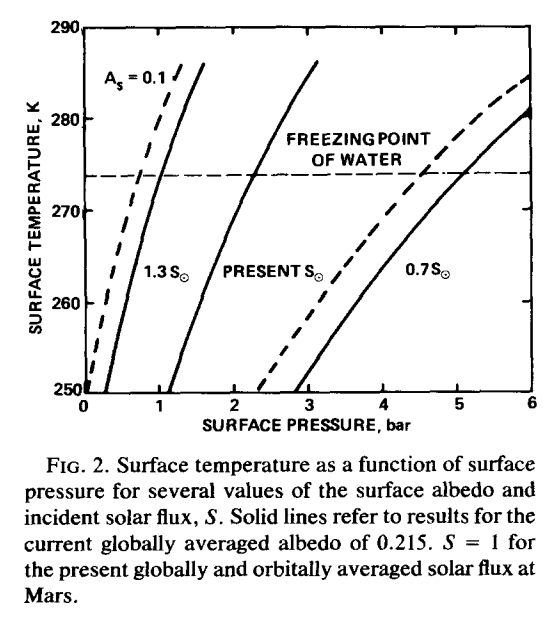 290
280
270
260
250
SURFACE TEMPERATURE, K
A_s = 0.1
FREEZING POINT
OF WATER
1.3 S☉
PRESENT S☉
0.7 S☉
0 1 2 3 4 5 6
SURFACE PRESSURE, bar
FIG. 2. Surface temperature as a function of surface
pressure for several values of the surface albedo and
incident solar flux, S. Solid lines refer to results for the
current globally averaged albedo of 0.215. S = 1 for
the present globally and orbitally averaged solar flux at
Mars.